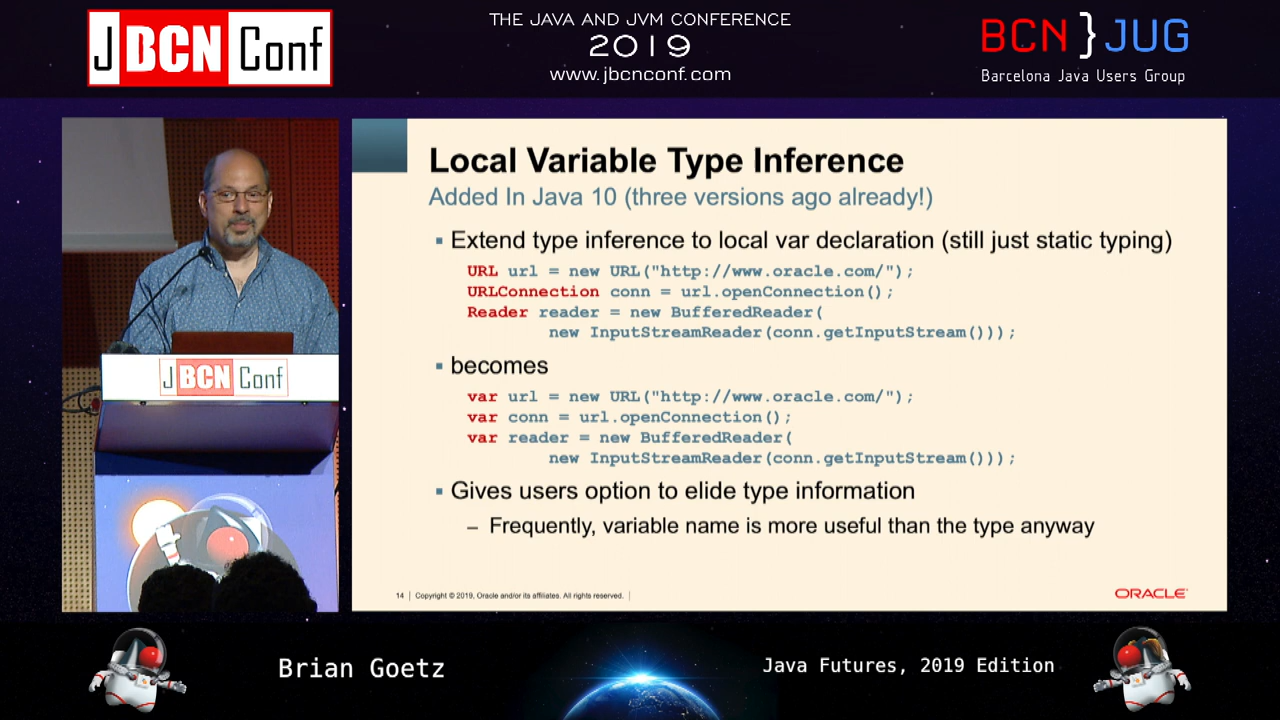 J BCN Conf
THE JAVA AND JVM CONFERENCE
2019
www.jbcnconf.com
BCN } JUG
Barcelona Java Users Group
Local Variable Type Inference
Added In Java 10 (three versions ago already!)
▪ Extend type inference to local var declaration (still just static typing)
URL url = new URL("http://www.oracle.com/");
URLConnection conn = url.openConnection();
Reader reader = new BufferedReader(
new InputStreamReader(conn.getInputStream()));
▪ becomes
var url = new URL("http://www.oracle.com/");
var conn = url.openConnection();
var reader = new BufferedReader(
new InputStreamReader(conn.getInputStream()));
▪ Gives users option to elide type information
– Frequently, variable name is more useful than the type anyway
14 | Copyright © 2019, Oracle and/or its affiliates. All rights reserved. |
ORACLE
J BCN Conf
Brian Goetz
Java Futures, 2019 Edition